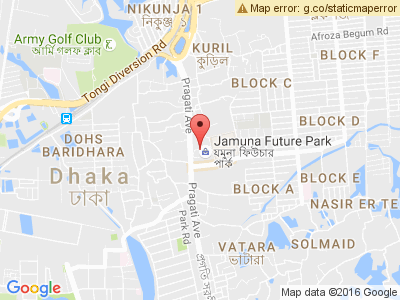 NIKUNJA 1
নিকুঞ্জ ১
Map error: g.co/staticmaperror
Afroza Begum Rd
Army Golf Club
আর্মি গলফ ক্লাব
KURIL
কুড়িল
BLOCK F
BLOCK C
Tongi Diversion Rd
Pragati Ave
BLOCK D
DOHS
BARIDHARA
Jamuna Future Park
যমুনা ফিউচার
পার্ক
Dhaka
ঢাকা
BLOCK E
BLOCK A
Pragati Ave
NASIR ER TE
Park Rd
VATARA
ভাটারা
SOLMAID
Google
Map data ©2016 Google